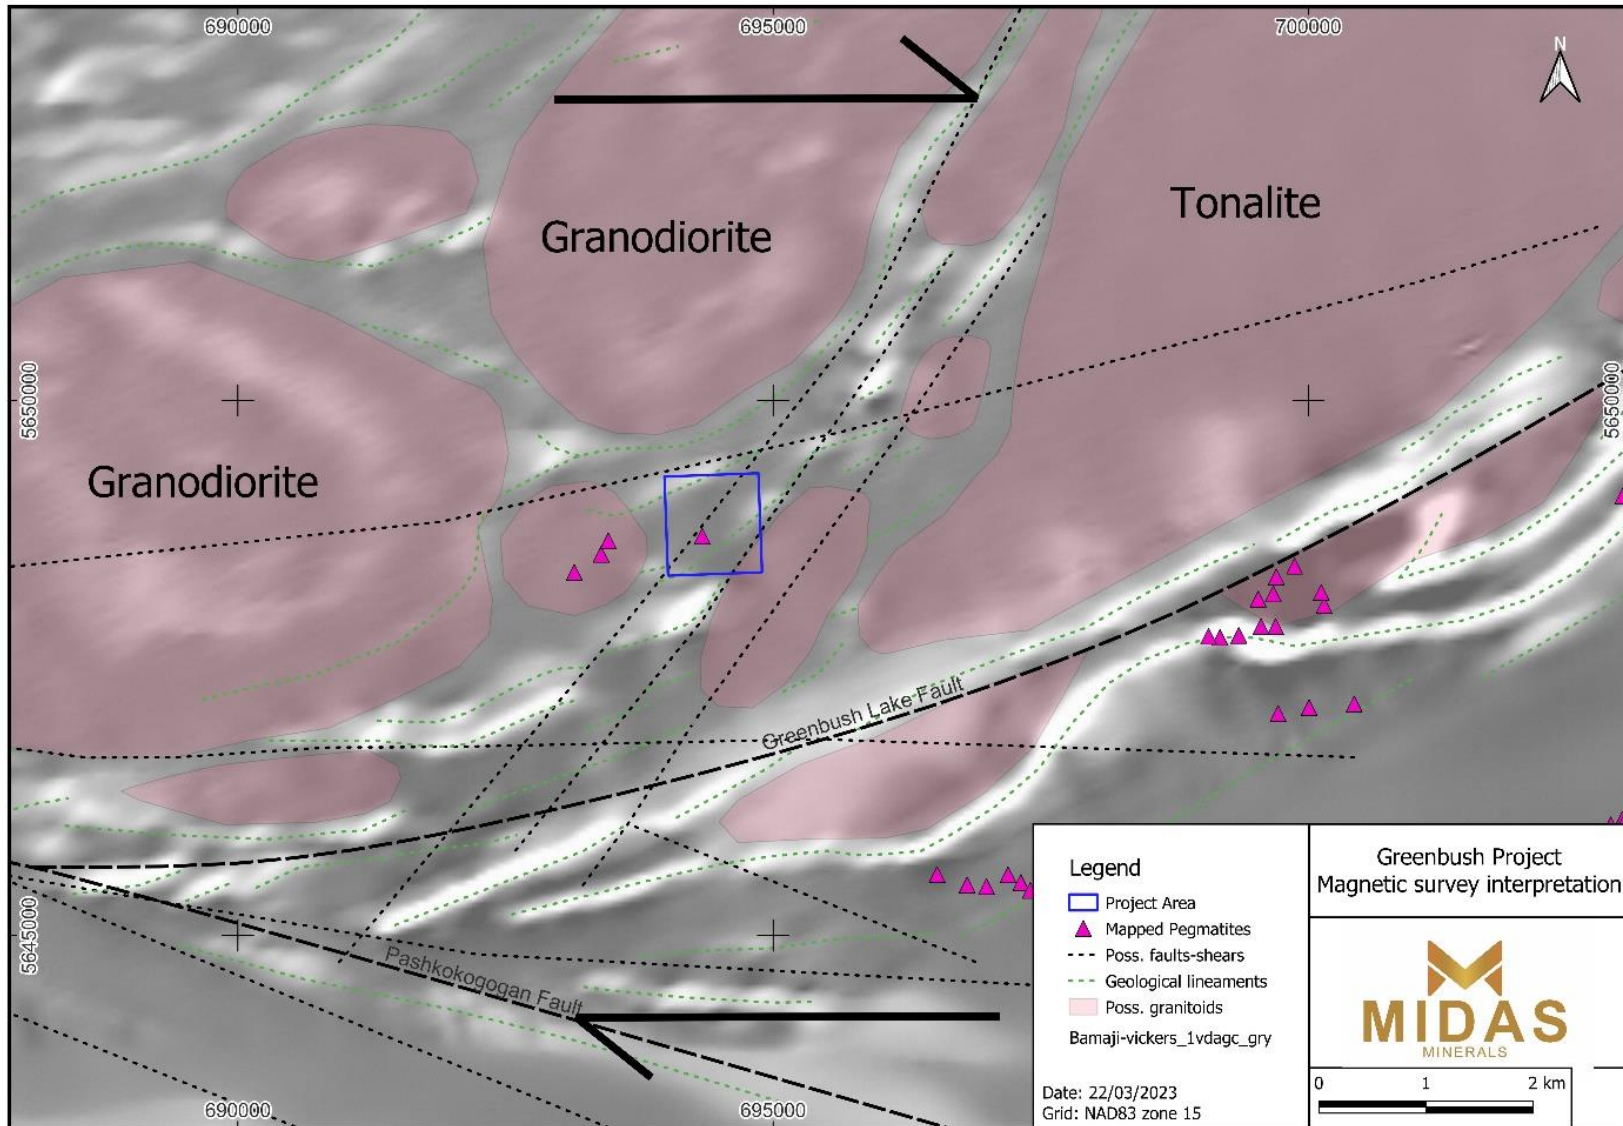 690000
695000
700000
N
Tonalite
Granodiorite
5650000
5650000
Granodiorite
Greenbush Lake Fault
5645000
Pashkokogan Fault
Legend
Project Area
Mapped Pegmatites
Poss. faults-shears
Geological lineaments
Poss. granitoids
Bamaji-vickers_1vdagc_gry
Date: 22/03/2023
Grid: NAD83 zone 15
Greenbush Project
Magnetic survey interpretation
MIDAS
MINERALS
0 1 2 km
690000
695000